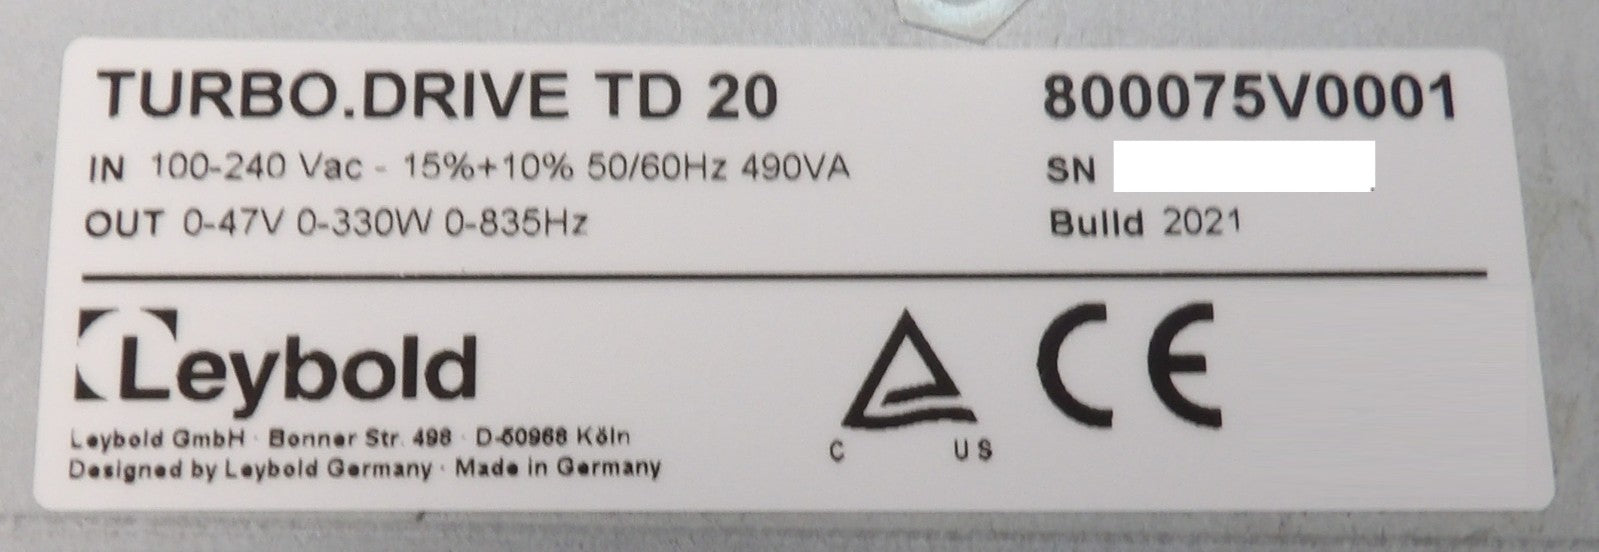 TURBO.DRIVE TD 20 800075V0001
IN 100-240 Vac - 15%+10% 50/60Hz 490VA SN
OUT 0-47V 0-330W 0-835Hz Build 2021
Leybold
CE
Leybold GmbH · Bonner Str. 498 · D-50968 Köln
C US
Designed by Leybold Germany · Made in Germany